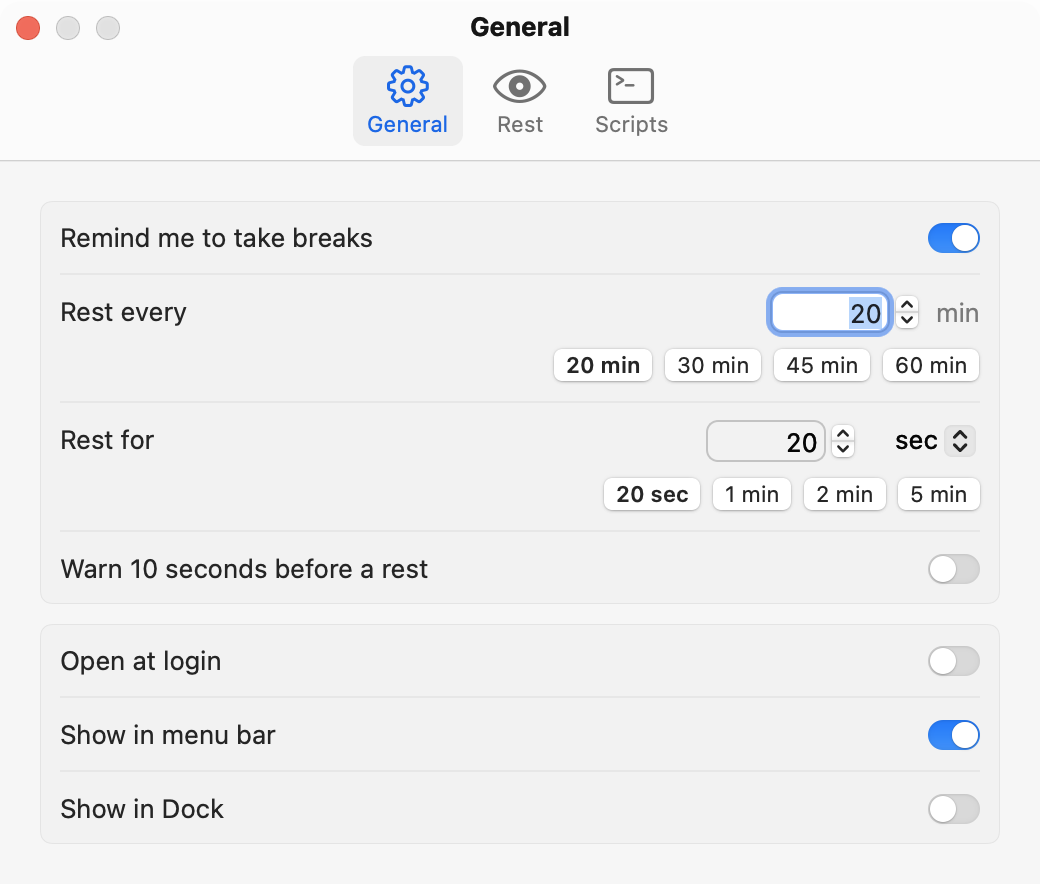 General
General Rest Scripts
Remind me to take breaks
Rest every 20 min
20 min 30 min 45 min 60 min
Rest for 20 sec
20 sec 1 min 2 min 5 min
Warn 10 seconds before a rest
Open at login
Show in menu bar
Show in Dock